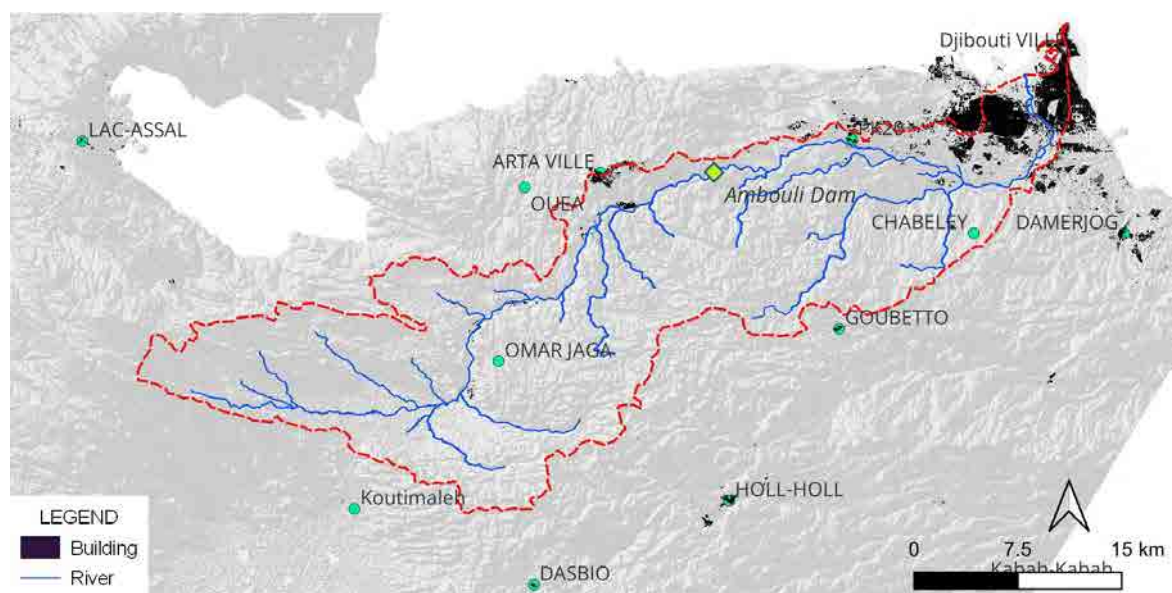 Djibouti VILLE
LAC-ASSAL
PK20
ARTA VILLE
OUEA
Ambouli Dam
CHABELEY
DAMERJOG
GOUBETTO
OMAR JAGA
Koutimaleh
HOLL-HOLL
LEGEND
Building
River
DASBIO
0 7.5 15 km
Kabah-Kabah